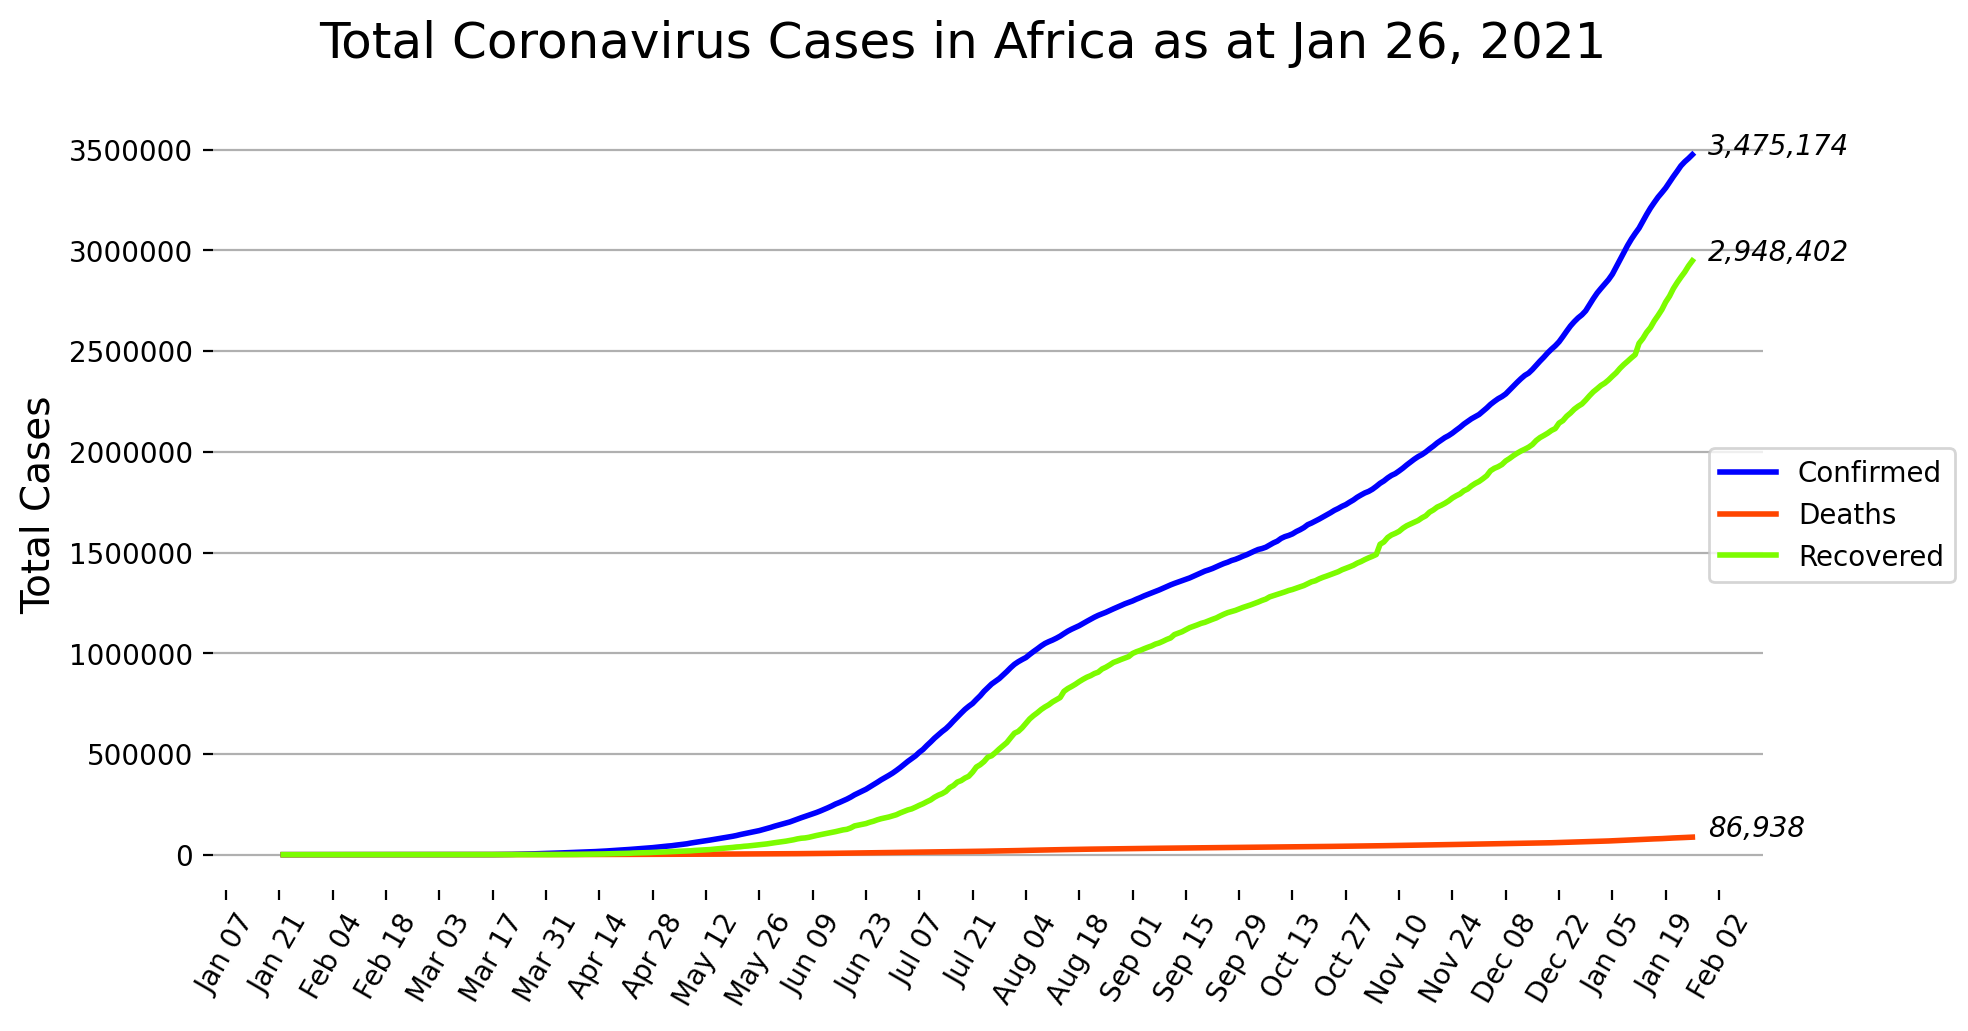 Total Coronavirus Cases in Africa as at Jan 26, 2021
Total Cases
3500000
3000000
2500000
2000000
1500000
1000000
500000
0
3,475,174
2,948,402
86,938
Confirmed
Deaths
Recovered
Jan 07
Jan 21
Feb 04
Feb 18
Mar 03
Mar 17
Mar 31
Apr 14
Apr 28
May 12
May 26
Jun 09
Jun 23
Jul 07
Jul 21
Aug 04
Aug 18
Sep 01
Sep 15
Sep 29
Oct 13
Oct 27
Nov 10
Nov 24
Dec 08
Dec 22
Jan 05
Jan 19
Feb 02